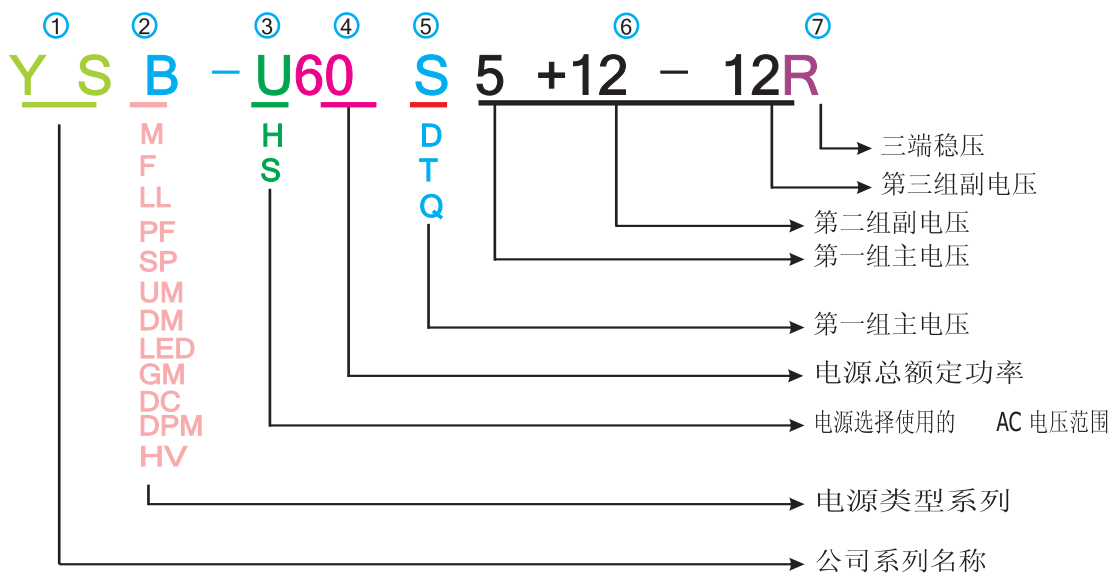 ① ② ③ ④ ⑤ ⑥ ⑦
Y S B – U60 S 5 +12 – 12R
M H D
F S T
LL Q
PF
SP
UM
DM
LED
GM
DC
DPM
HV
三端稳压
第三组副电压
第二组副电压
第一组主电压
第一组主电压
电源总额定功率
电源选择使用的 AC 电压范围
电源类型系列
公司系列名称